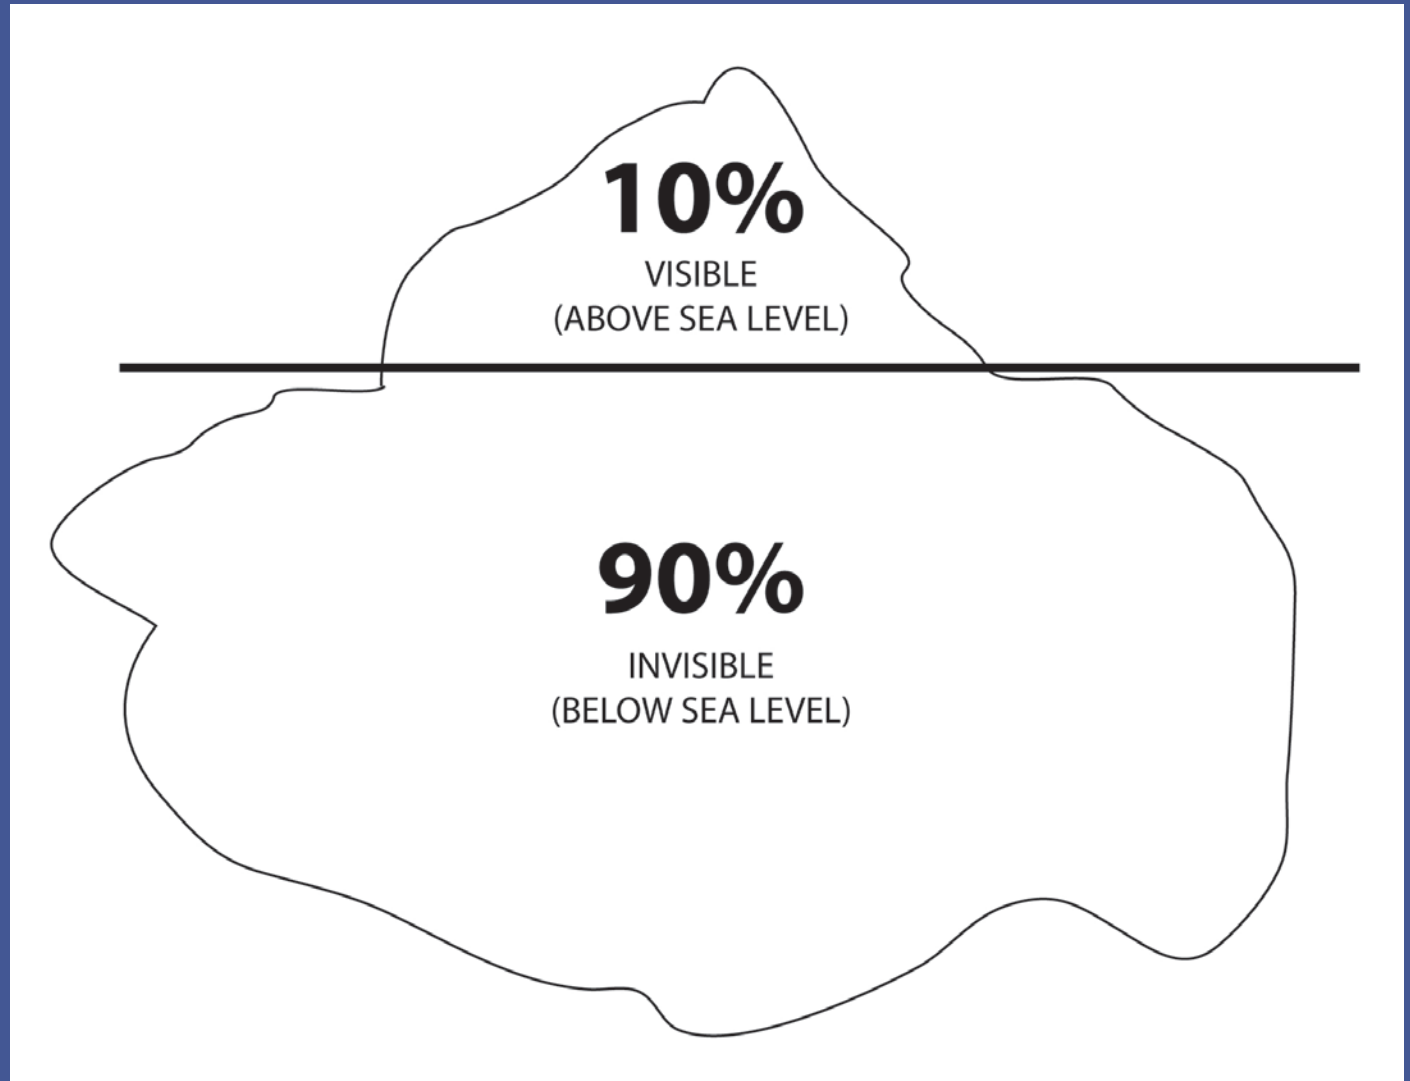 10%
VISIBLE
(ABOVE SEA LEVEL)
90%
INVISIBLE
(BELOW SEA LEVEL)